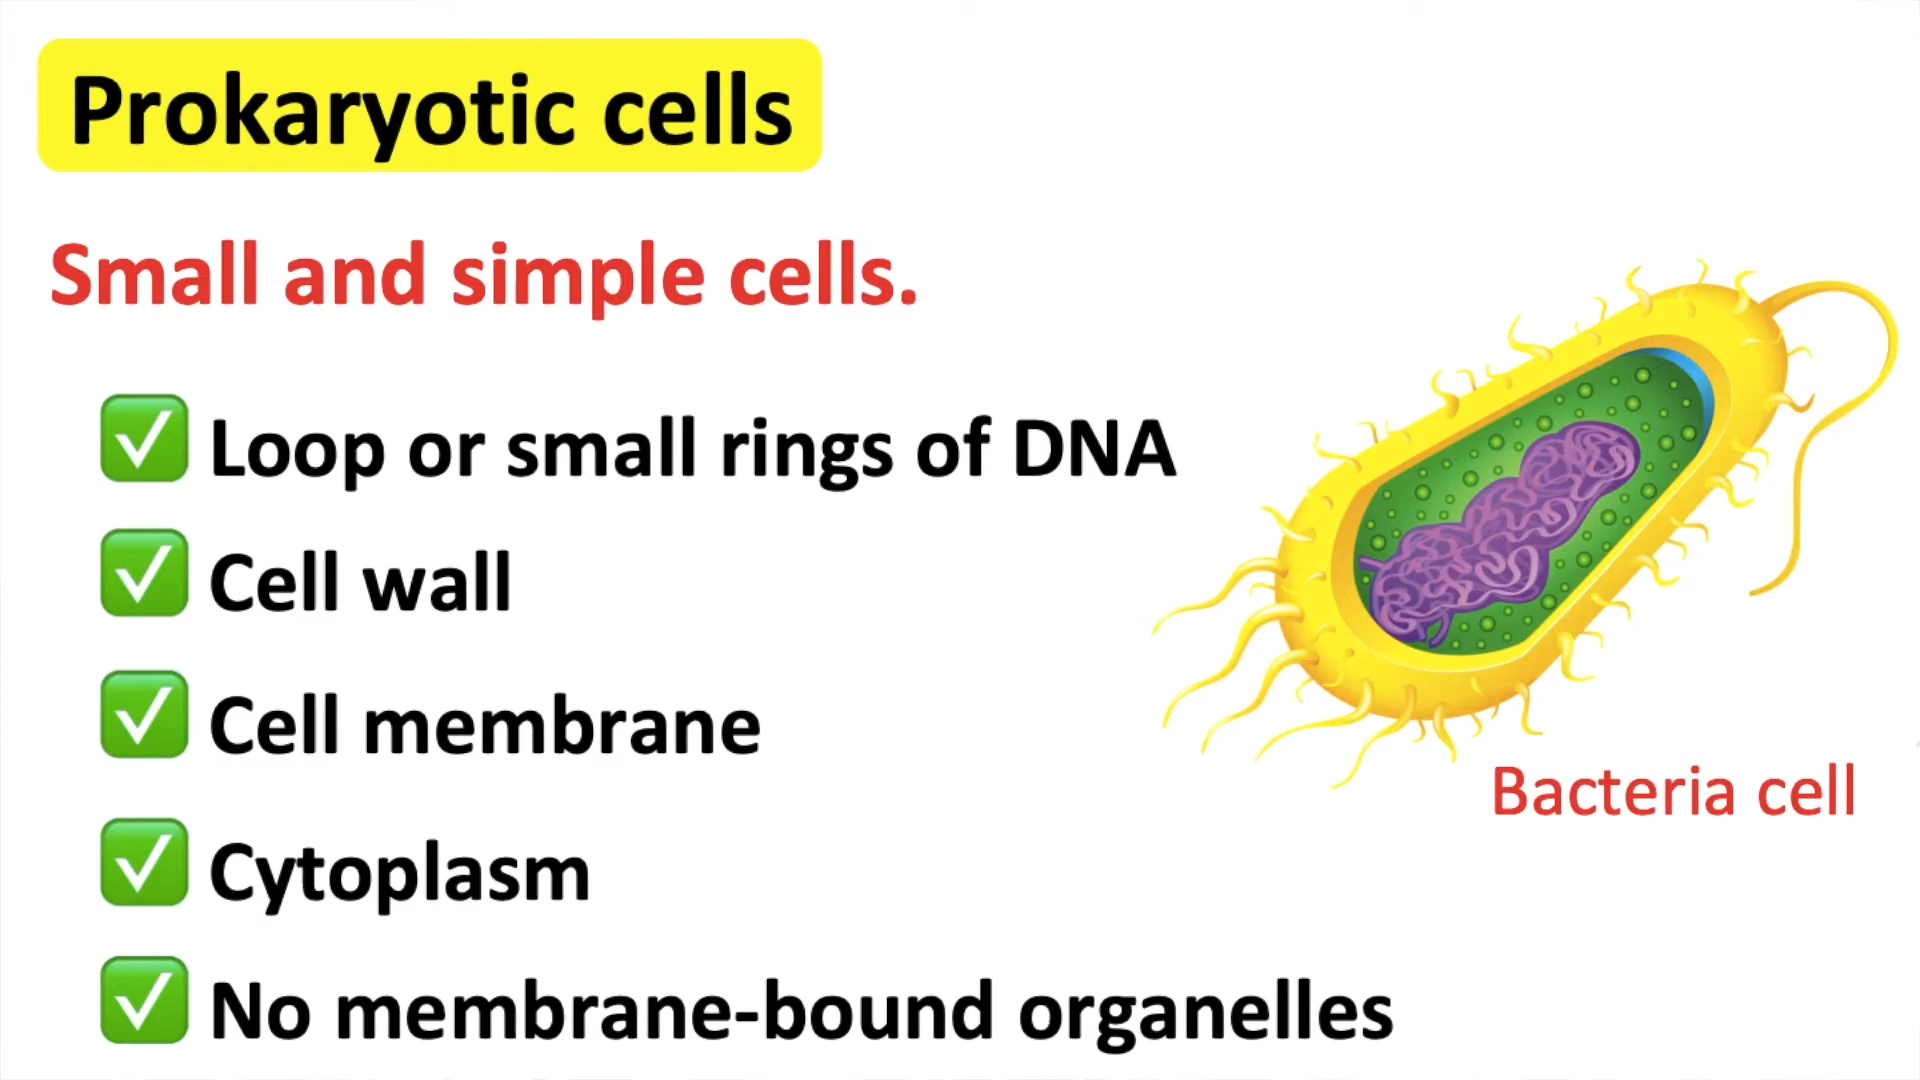 Prokaryotic cells
Small and simple cells.
Loop or small rings of DNA
Cell wall
Cell membrane
Cytoplasm
No membrane-bound organelles
Bacteria cell